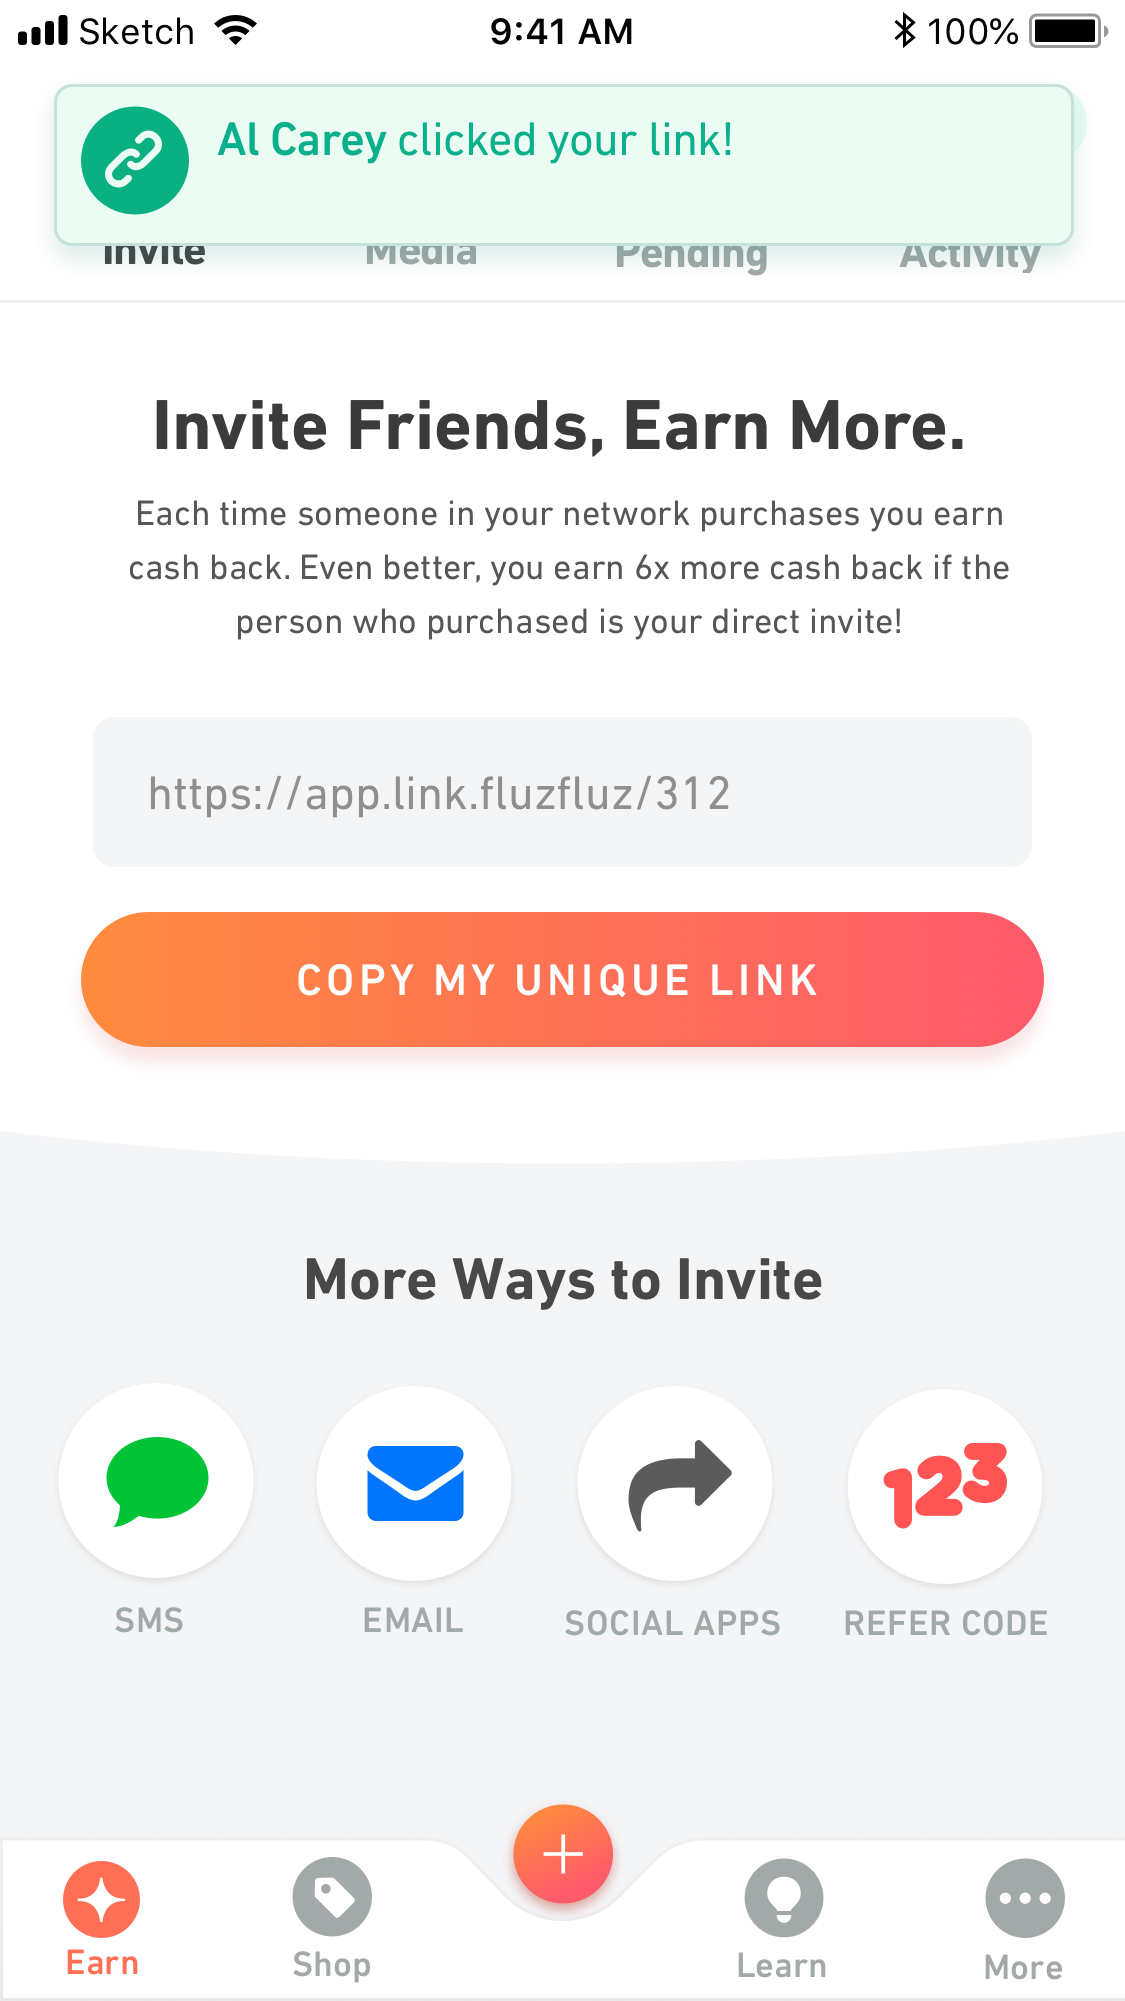 Sketch 9:41 AM 100%
Al Carey clicked your link!
Invite Media Pending Activity
Invite Friends, Earn More.
Each time someone in your network purchases you earn
cash back. Even better, you earn 6x more cash back if the
person who purchased is your direct invite!
https://app.link.fluzfluz/312
COPY MY UNIQUE LINK
More Ways to Invite
123
SMS EMAIL SOCIAL APPS REFER CODE
Earn Shop Learn More